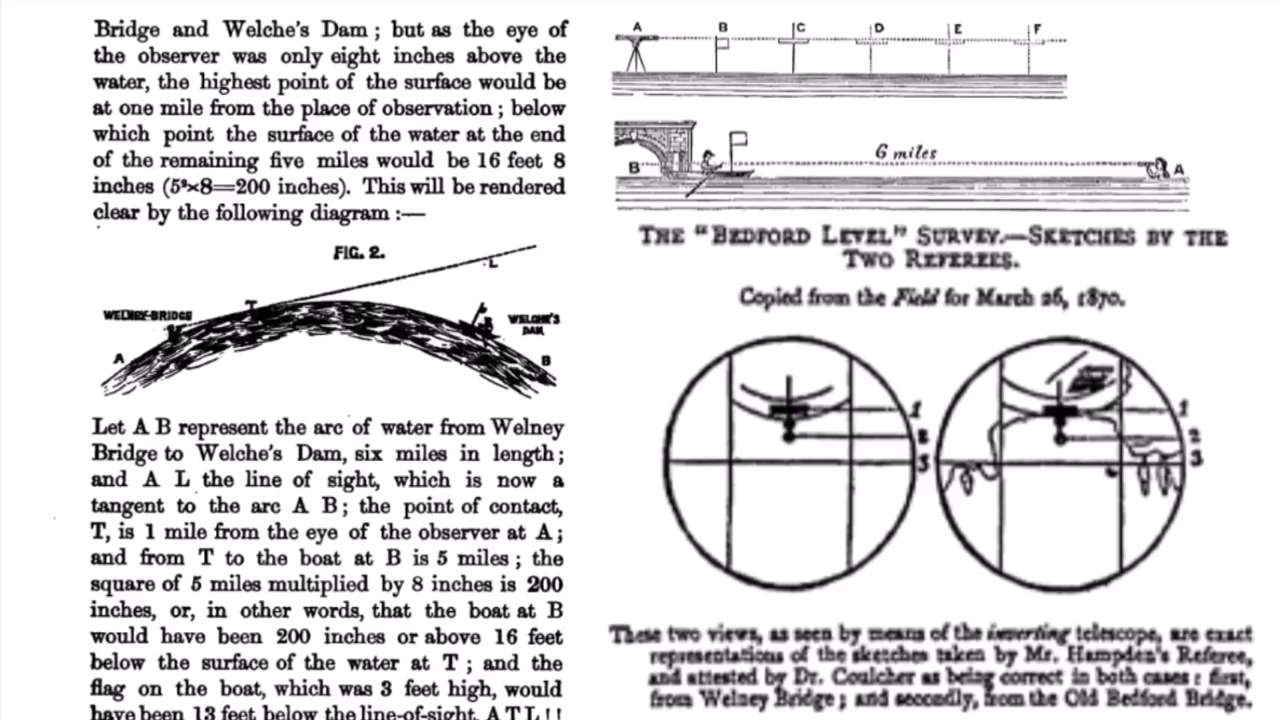 Bridge and Welche's Dam ; but as the eye of
the observer was only eight inches above the
water, the highest point of the surface would be
at one mile from the place of observation ; below
which point the surface of the water at the end
of the remaining five miles would be 16 feet 8
inches (5²×8=200 inches). This will be rendered
clear by the following diagram :—
FIG. 2.
L
T
WELNEY-BRIDGE
WELCHE'S
DAM
A
B
Let A B represent the arc of water from Welney
Bridge to Welche's Dam, six miles in length;
and A L the line of sight, which is now a
tangent to the arc A B; the point of contact,
T, is 1 mile from the eye of the observer at A;
and from T to the boat at B is 5 miles ; the
square of 5 miles multiplied by 8 inches is 200
inches, or, in other words, that the boat at B
would have been 200 inches or above 16 feet
below the surface of the water at T ; and the
flag on the boat, which was 3 feet high, would
have been 13 feet below the line-of-sight, A T L ! !
A B C D E F
6 miles
B A
THE "BEDFORD LEVEL" SURVEY.—SKETCHES BY THE
TWO REFEREES.
Copied from the Field for March 26, 1870.
1
2
3
1
2
3
These two views, as seen by means of the inverting telescope, are exact
representations of the sketches taken by Mr. Hampden's Referee,
and attested by Dr. Coulcher as being correct in both cases : first,
from Welney Bridge ; and secondly, from the Old Bedford Bridge.